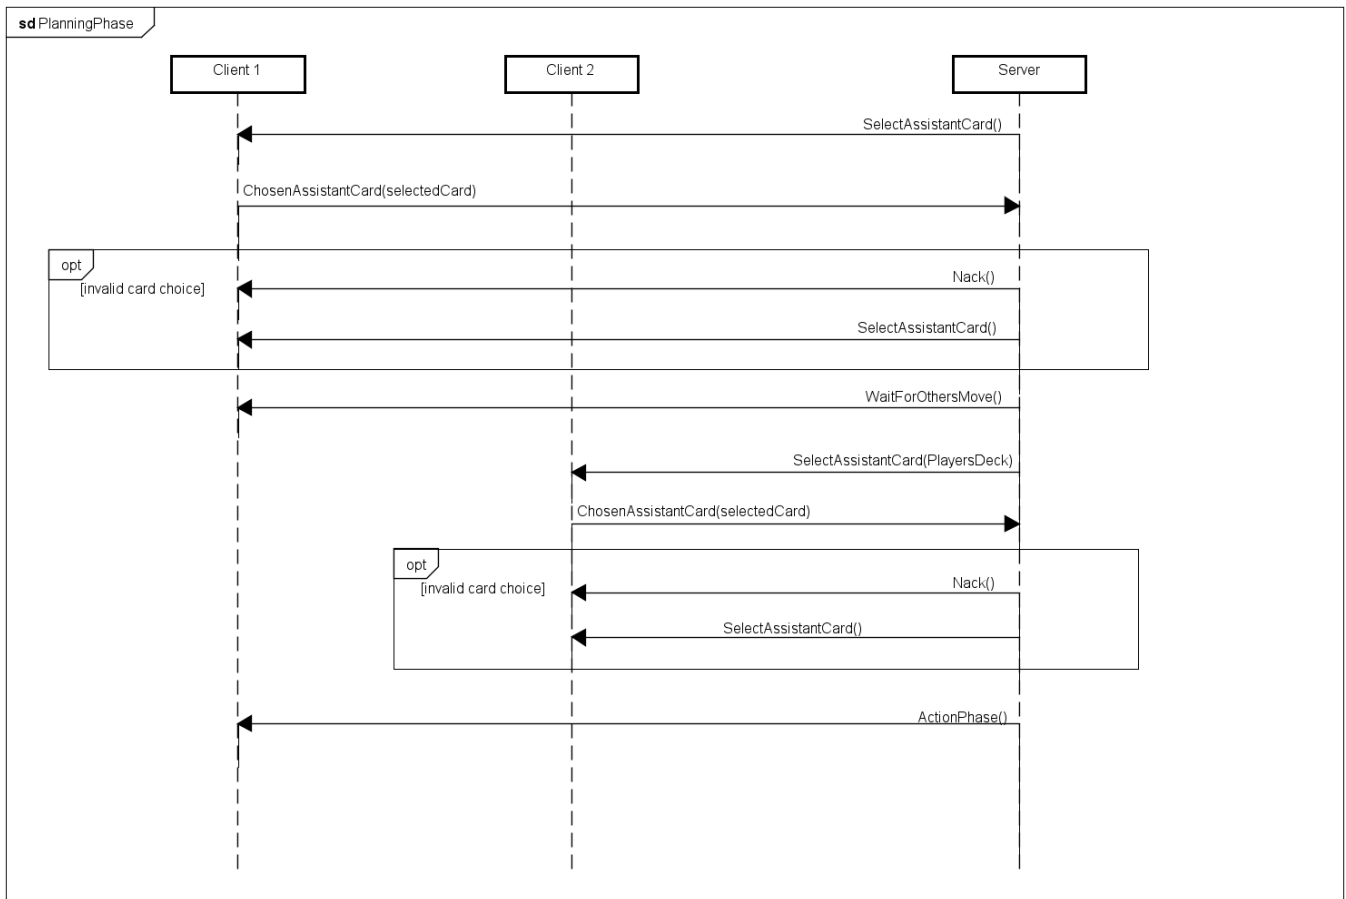 sd PlanningPhase
Client 1
Client 2
Server
SelectAssistantCard()
ChosenAssistantCard(selectedCard)
opt
[invalid card choice]
Nack()
SelectAssistantCard()
WaitForOthersMove()
SelectAssistantCard(PlayersDeck)
ChosenAssistantCard(selectedCard)
opt
[invalid card choice]
Nack()
SelectAssistantCard()
ActionPhase()